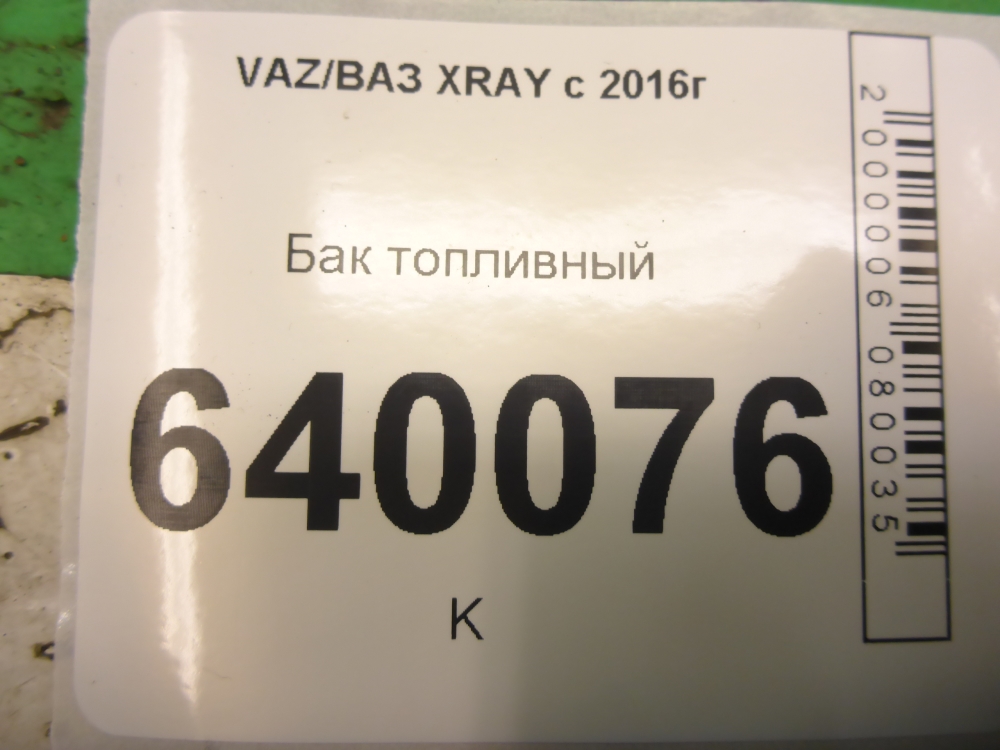 VAZ/ВАЗ XRAY с 2016г
Бак топливный
640076
К
2000006080035